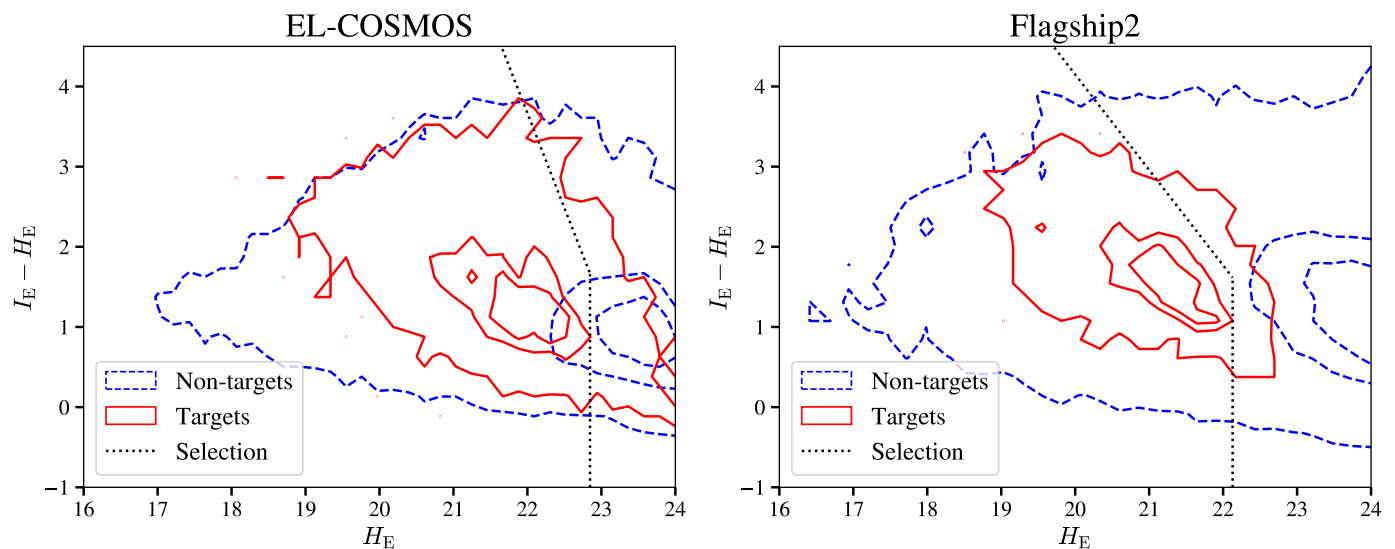 EL-COSMOS
4
3
2
1
0
−1
I_E − H_E
Non-targets
Targets
Selection
16 17 18 19 20 21 22 23 24
H_E
Flagship2
4
3
2
1
0
−1
I_E − H_E
Non-targets
Targets
Selection
16 17 18 19 20 21 22 23 24
H_E